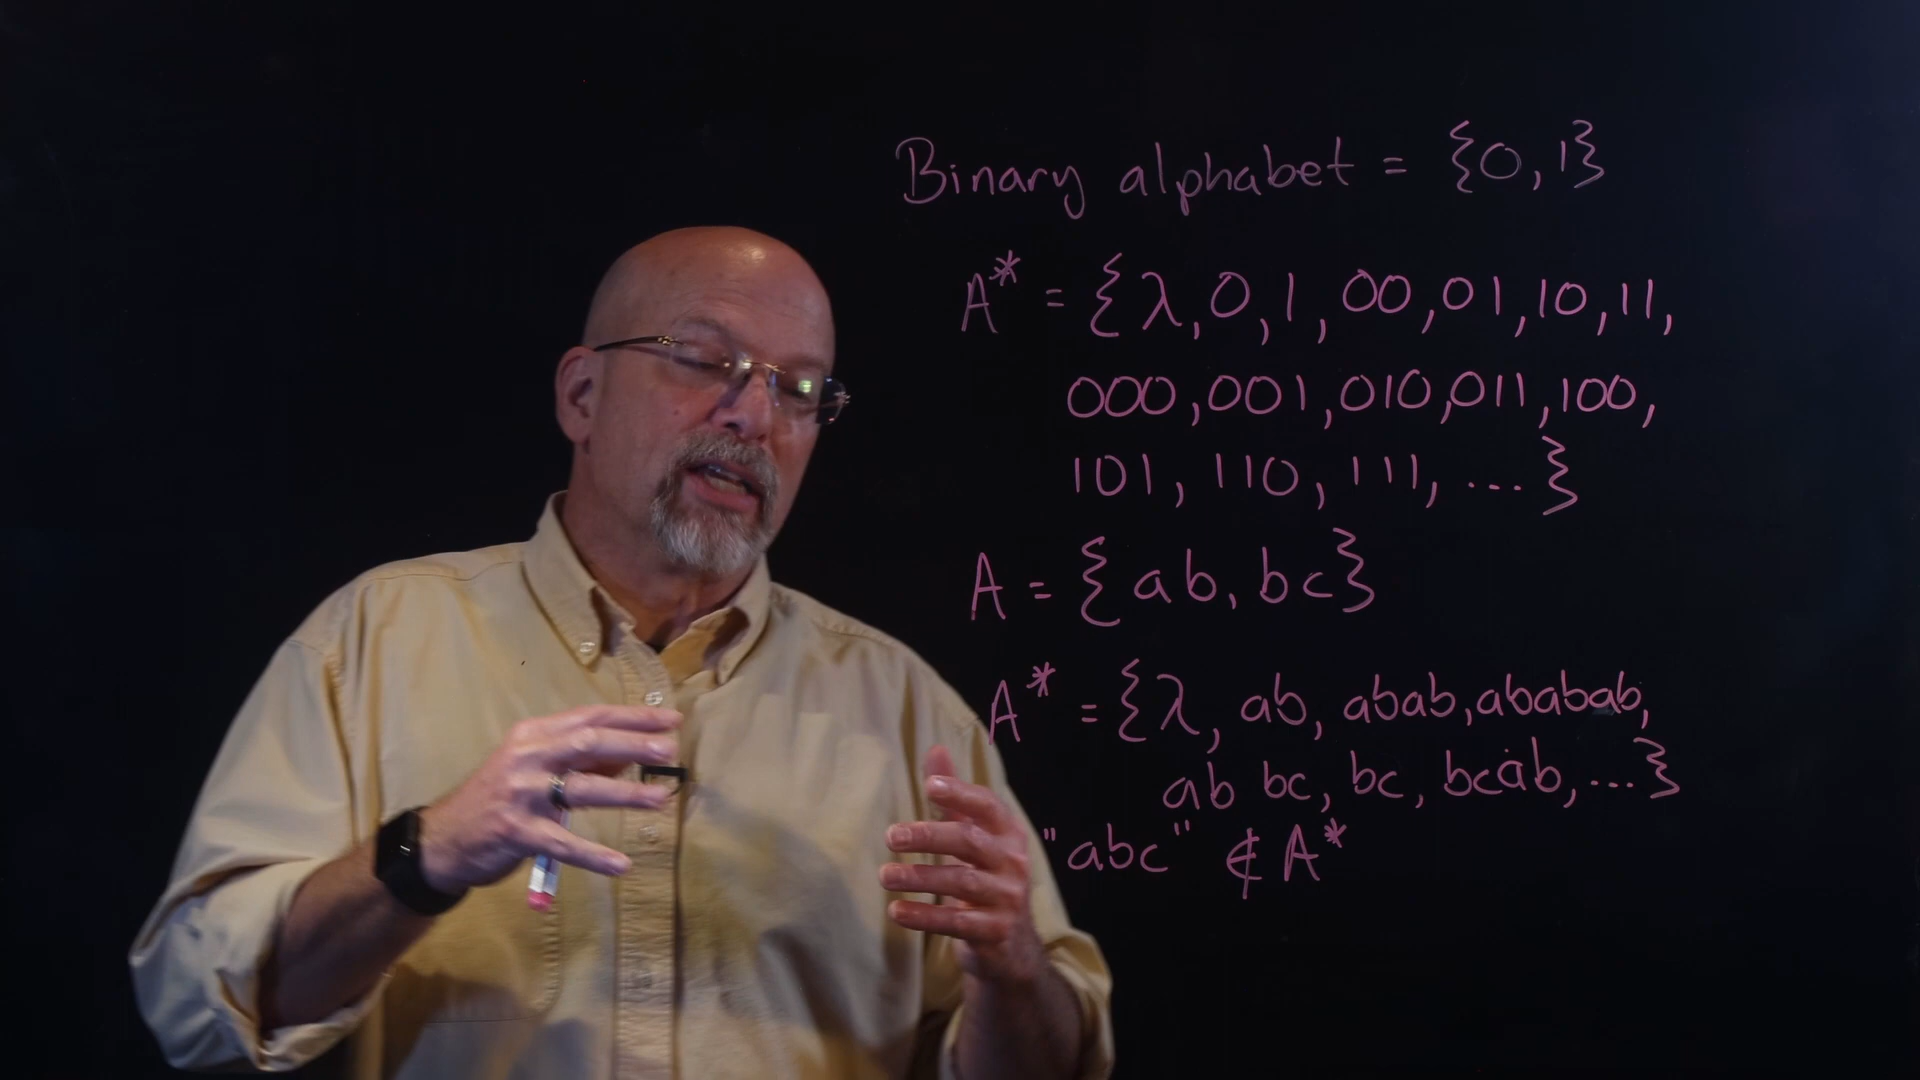 Binary alphabet = {0,1}
A* = {λ,0,1,00,01,10,11,
000,001,010,011,100,
101,110,111,...}
A = {ab,bc}
A* = {λ, ab, abab,ababab,
ab bc, bc, bcab,...}
"abc" ∉ A*